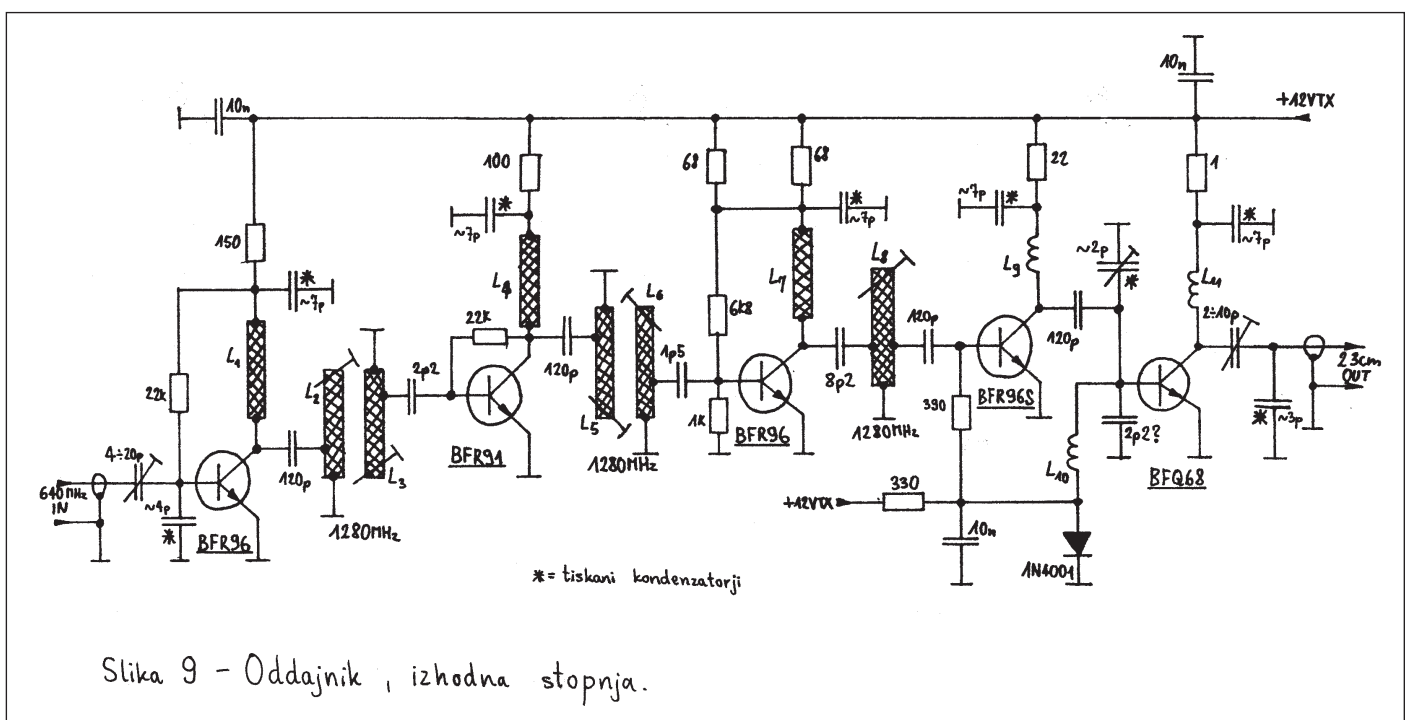 10n
+12VTX
10n
100
68
68
22
1
*
~7p
*
~7p
~7p
*
*
~7p
150
~2p
*
L4
L8
L9
L11
*
~7p
L7
L6
22k
6k8
120p
120p
2÷10p
L1
120p
1p5
8p2
23cm
OUT
2p2
L2
BFR96S
22k
390
1k
*
~3p
L5
BFR96
1280MHz
2p2?
4÷20p
BFR91
1280MHz
L3
L10
BFQ68
640MHz
IN
120p
330
~4p
+12VTX
*
1280MHz
10n
BFR96
1N4001
*= tiskani kondenzatorji
Slika 9 - Oddajnik , izhodna stopnja.